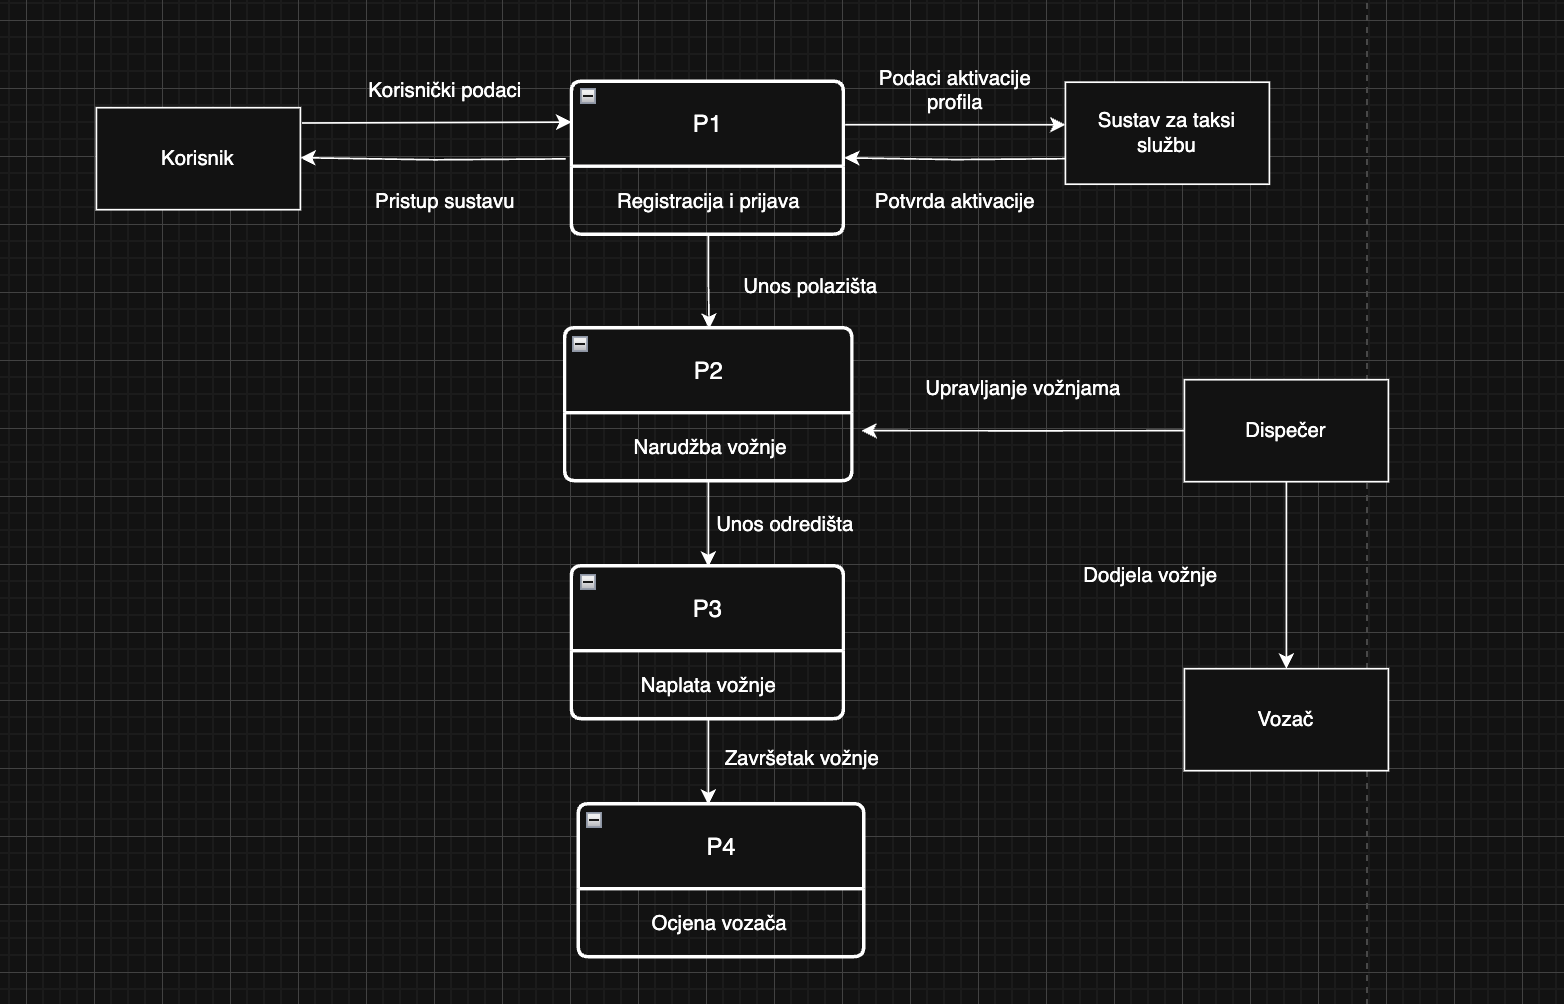 Korisnik
Korisnički podaci
Pristup sustavu
P1
Registracija i prijava
Podaci aktivacije
profila
Potvrda aktivacije
Sustav za taksi
službu
Unos polazišta
P2
Narudžba vožnje
Upravljanje vožnjama
Dispečer
Unos odredišta
Dodjela vožnje
P3
Naplata vožnje
Vozač
Završetak vožnje
P4
Ocjena vozača